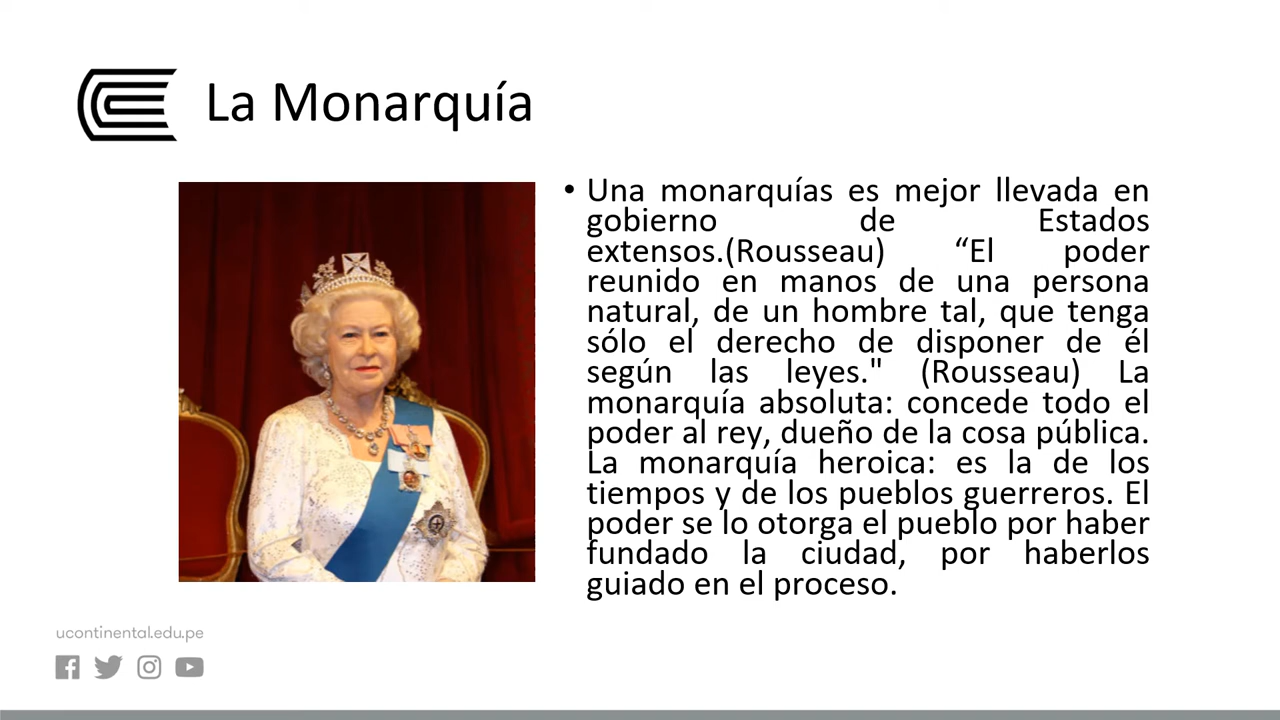 La Monarquía
• Una monarquías es mejor llevada en
gobierno de Estados
extensos.(Rousseau) “El poder
reunido en manos de una persona
natural, de un hombre tal, que tenga
sólo el derecho de disponer de él
según las leyes." (Rousseau) La
monarquía absoluta: concede todo el
poder al rey, dueño de la cosa pública.
La monarquía heroica: es la de los
tiempos y de los pueblos guerreros. El
poder se lo otorga el pueblo por haber
fundado la ciudad, por haberlos
guiado en el proceso.
ucontinental.edu.pe